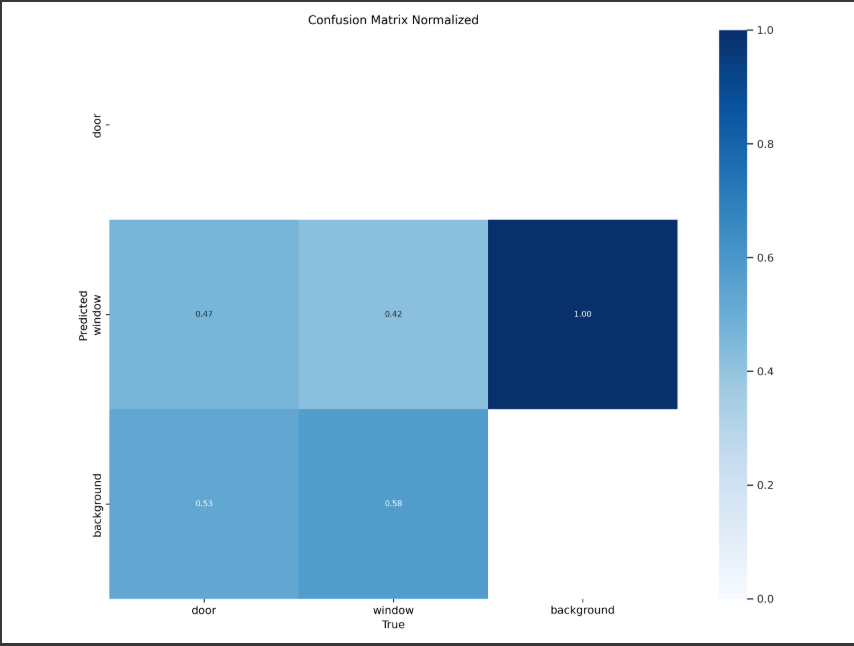 Confusion Matrix Normalized
1.0
door
0.8
0.6
Predicted
window
0.47
0.42
1.00
0.4
0.2
background
0.53
0.58
0.0
door
window
background
True